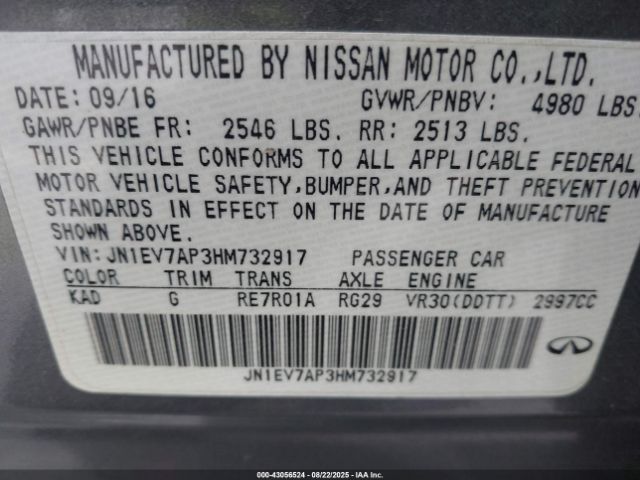 MANUFACTURED BY NISSAN MOTOR CO.,LTD.
DATE: 09/16 GVWR/PNBV: 4980 LBS.
GAWR/PNBE FR: 2546 LBS. RR: 2513 LBS.
THIS VEHICLE CONFORMS TO ALL APPLICABLE FEDERAL
MOTOR VEHICLE SAFETY,BUMPER,AND THEFT PREVENTION
STANDARDS IN EFFECT ON THE DATE OF MANUFACTURE
SHOWN ABOVE.
VIN: JN1EV7AP3HM732917 PASSENGER CAR
COLOR TRIM TRANS AXLE ENGINE
KAD G RE7R01A RG29 VR30(DDTT) 2997CC
JN1EV7AP3HM732917
000-43056524 - 08/22/2025 - Copyright © 2025 IAA, Inc.